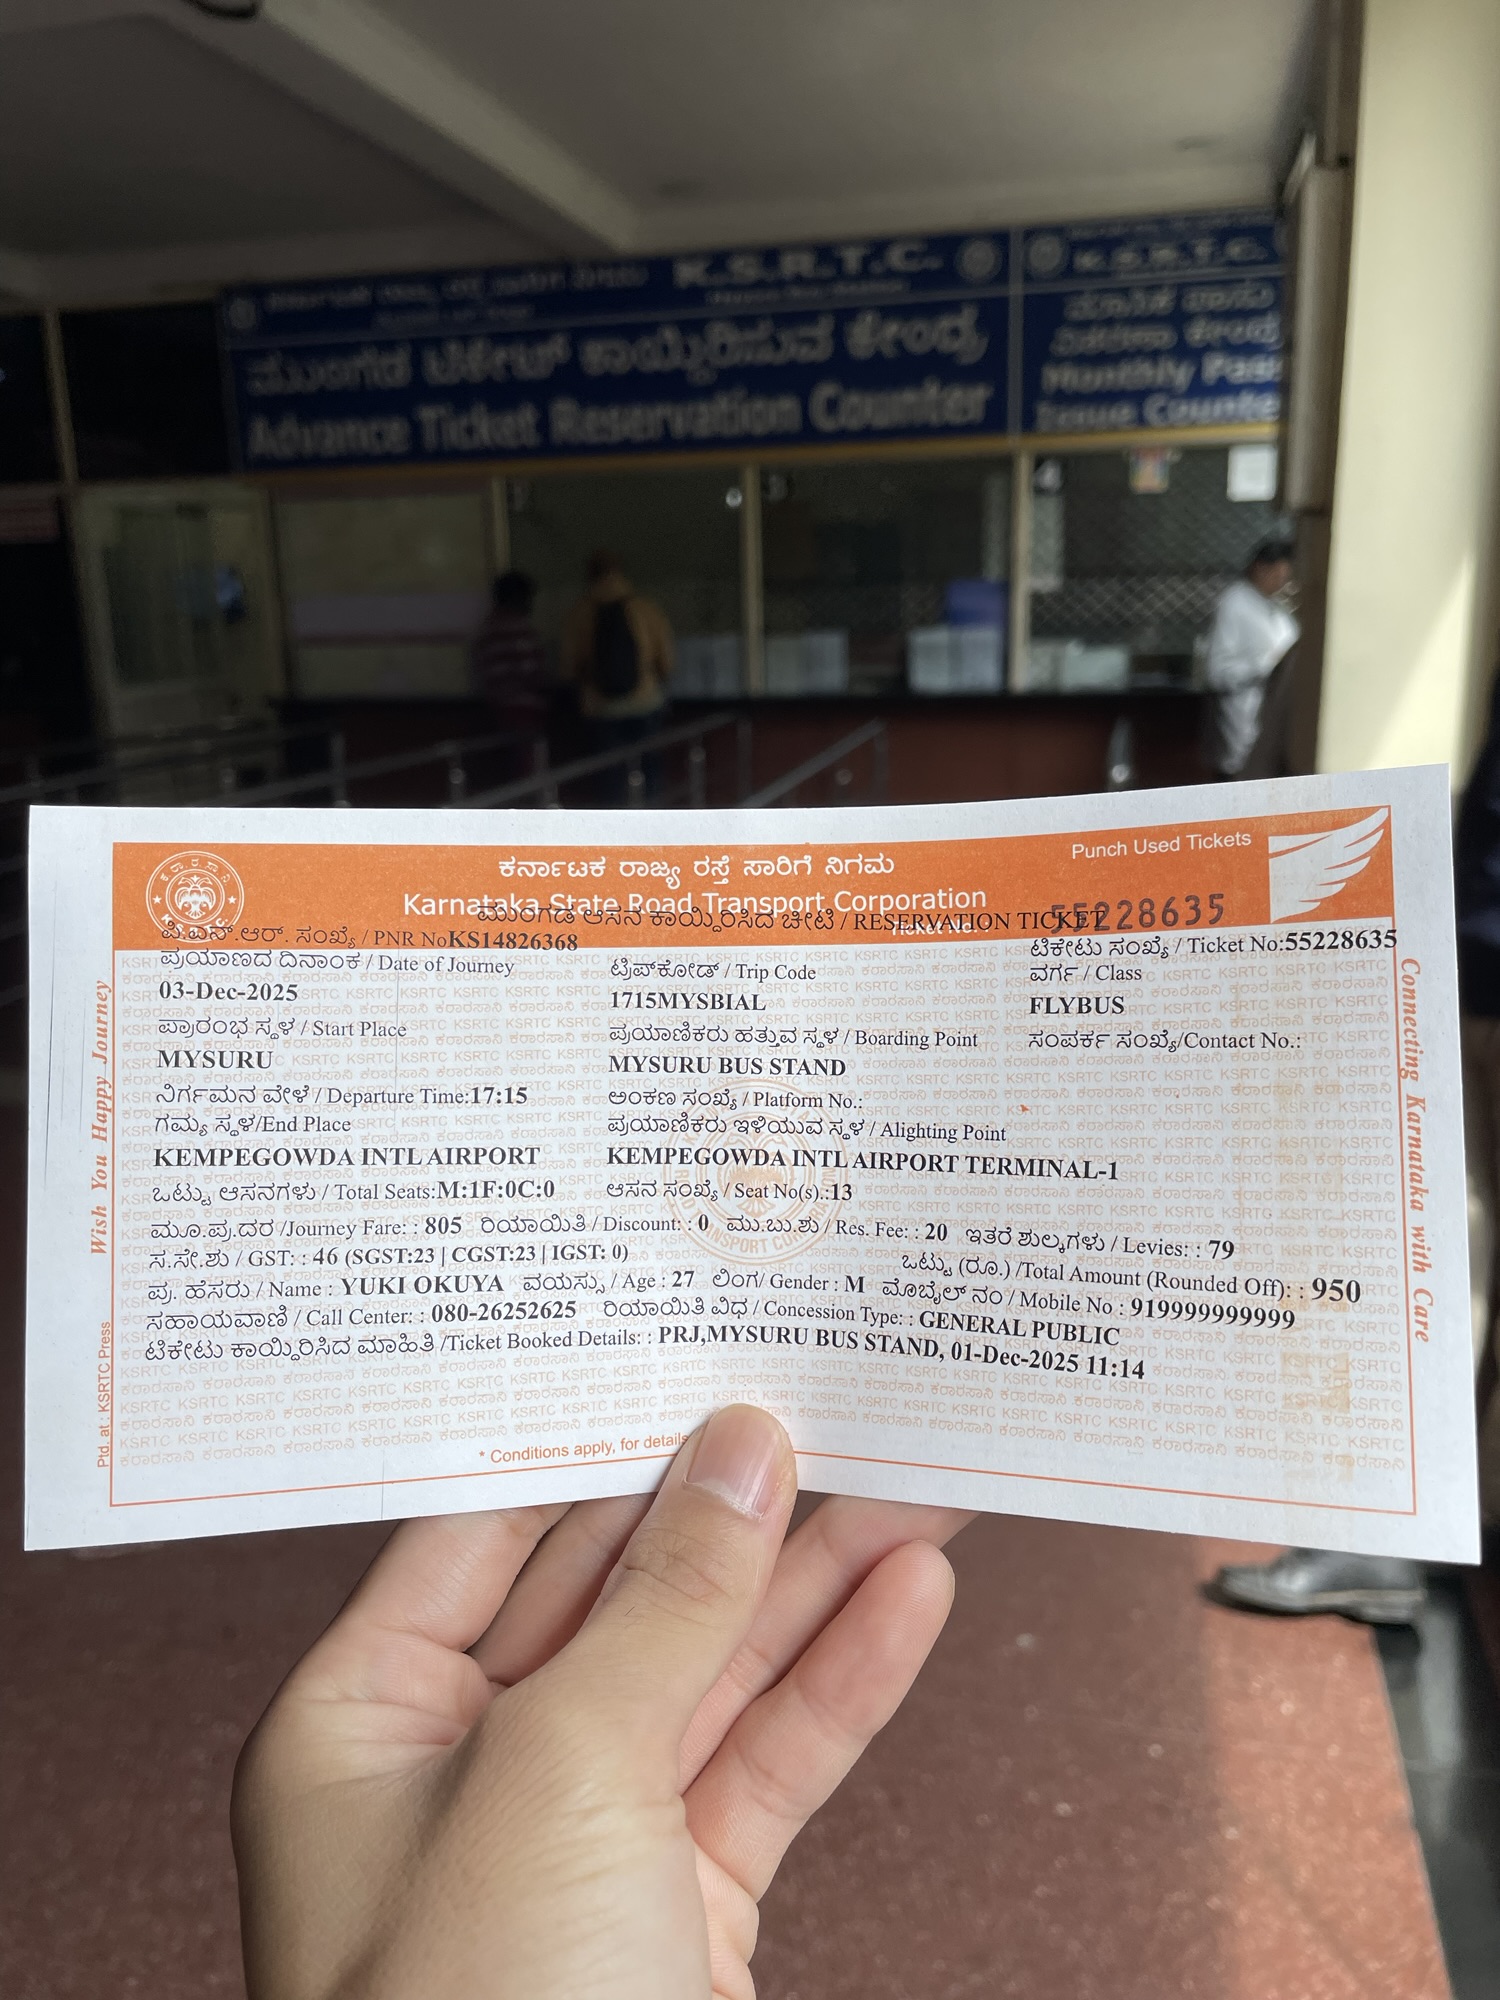 K.S.R.T.C.
ಮುಂಗಡ ಟಿಕೇಟ್ ಕಾಯ್ದಿರಿಸುವ ಕೇಂದ್ರ
Advance Ticket Reservation Counter
K.S.R.T.C.
ಮಾಸಿಕ ಪಾಸು
ವಿತರಣಾ ಕೇಂದ್ರ
Monthly Pass
Issue Counte
3
4
Punch Used Tickets
ಕರ್ನಾಟಕ ರಾಜ್ಯ ರಸ್ತೆ ಸಾರಿಗೆ ನಿಗಮ
Karnataka State Road Transport Corporation
Ticket No. 55228635
ಮುಂಗಡ ಆಸನ ಕಾಯ್ದಿರಿಸಿದ ಚೀಟಿ / RESERVATION TICKET
ಪಿ.ಎನ್.ಆರ್. ಸಂಖ್ಯೆ / PNR No KS14826368 ಟಿಕೇಟು ಸಂಖ್ಯೆ / Ticket No:55228635
ಪ್ರಯಾಣದ ದಿನಾಂಕ / Date of Journey ಟ್ರಿಪ್‌ಕೋಡ್ / Trip Code ವರ್ಗ / Class
03-Dec-2025 1715MYSBIAL FLYBUS
ಪ್ರಾರಂಭ ಸ್ಥಳ / Start Place ಪ್ರಯಾಣಿಕರು ಹತ್ತುವ ಸ್ಥಳ / Boarding Point ಸಂಪರ್ಕ ಸಂಖ್ಯೆ/Contact No.:
MYSURU MYSURU BUS STAND
ನಿರ್ಗಮನ ವೇಳೆ / Departure Time:17:15 ಅಂಕಣ ಸಂಖ್ಯೆ / Platform No.:
ಗಮ್ಯ ಸ್ಥಳ/End Place ಪ್ರಯಾಣಿಕರು ಇಳಿಯುವ ಸ್ಥಳ / Alighting Point
KEMPEGOWDA INTL AIRPORT KEMPEGOWDA INTL AIRPORT TERMINAL-1
ಒಟ್ಟು ಆಸನಗಳು / Total Seats:M:1F:0C:0 ಆಸನ ಸಂಖ್ಯೆ / Seat No(s).:13
ಮೂ.ಪ್ರ.ದರ /Journey Fare: : 805 ರಿಯಾಯಿತಿ / Discount: : 0 ಮು.ಬು.ಶು / Res. Fee: : 20 ಇತರೆ ಶುಲ್ಕಗಳು / Levies: : 79
ಸ.ಸೇ.ಶು / GST: : 46 (SGST:23 | CGST:23 | IGST: 0) ಒಟ್ಟು (ರೂ.) /Total Amount (Rounded Off): : 950
ಪ್ರ. ಹೆಸರು / Name : YUKI OKUYA ವಯಸ್ಸು / Age : 27 ಲಿಂಗ/ Gender : M ಮೊಬೈಲ್ ನಂ / Mobile No : 919999999999
ಸಹಾಯವಾಣಿ / Call Center: : 080-26252625 ರಿಯಾಯಿತಿ ವಿಧ / Concession Type: : GENERAL PUBLIC
ಟಿಕೇಟು ಕಾಯ್ದಿರಿಸಿದ ಮಾಹಿತಿ /Ticket Booked Details: : PRJ,MYSURU BUS STAND, 01-Dec-2025 11:14
* Conditions apply, for details
Wish You Happy Journey
Ptd. at : KSRTC Press
Connecting Karnataka with Care